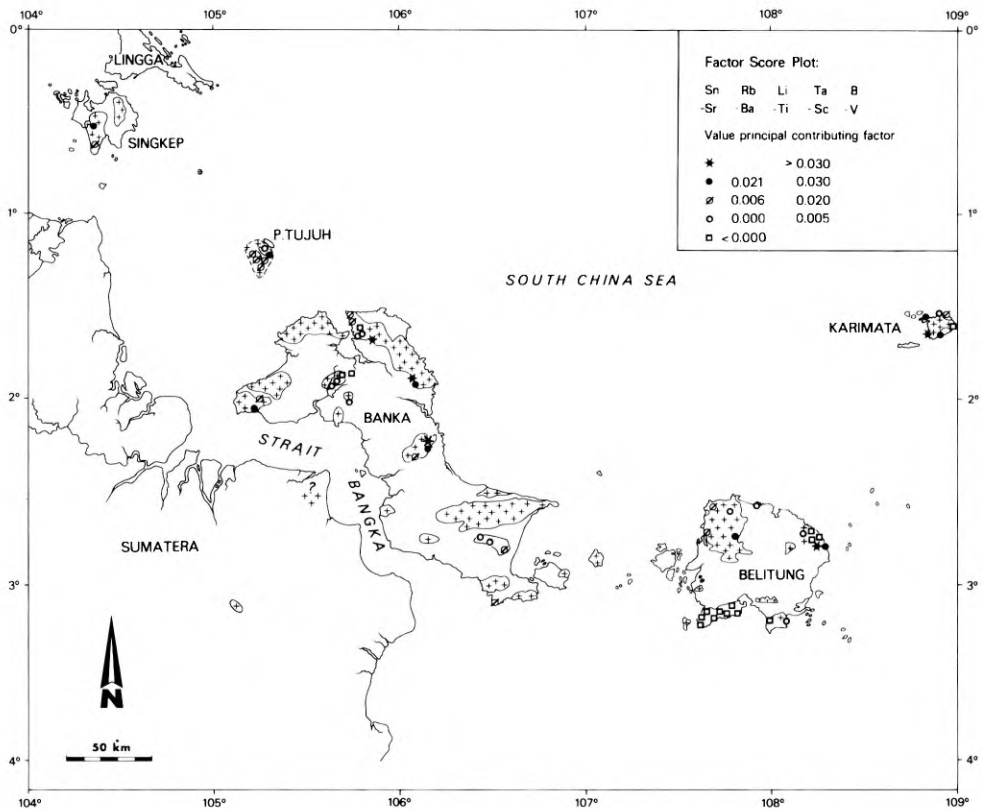 104° 105° 106° 107° 108° 109°
0° 0°
LINGGA
Factor Score Plot:
Sn Rb Li Ta B
-Sr -Ba -Ti -Sc -V
Value principal contributing factor
> 0.030
0.021 0.030
0.006 0.020
0.000 0.005
< 0.000
SINGKEP
1° 1°
P. TUJUH
SOUTH CHINA SEA
KARIMATA
2° 2°
BANKA
STRAIT
BANGKA
?
SUMATERA
BELITUNG
3° 3°
N
50 km
4° 4°
104° 105° 106° 107° 108° 109°